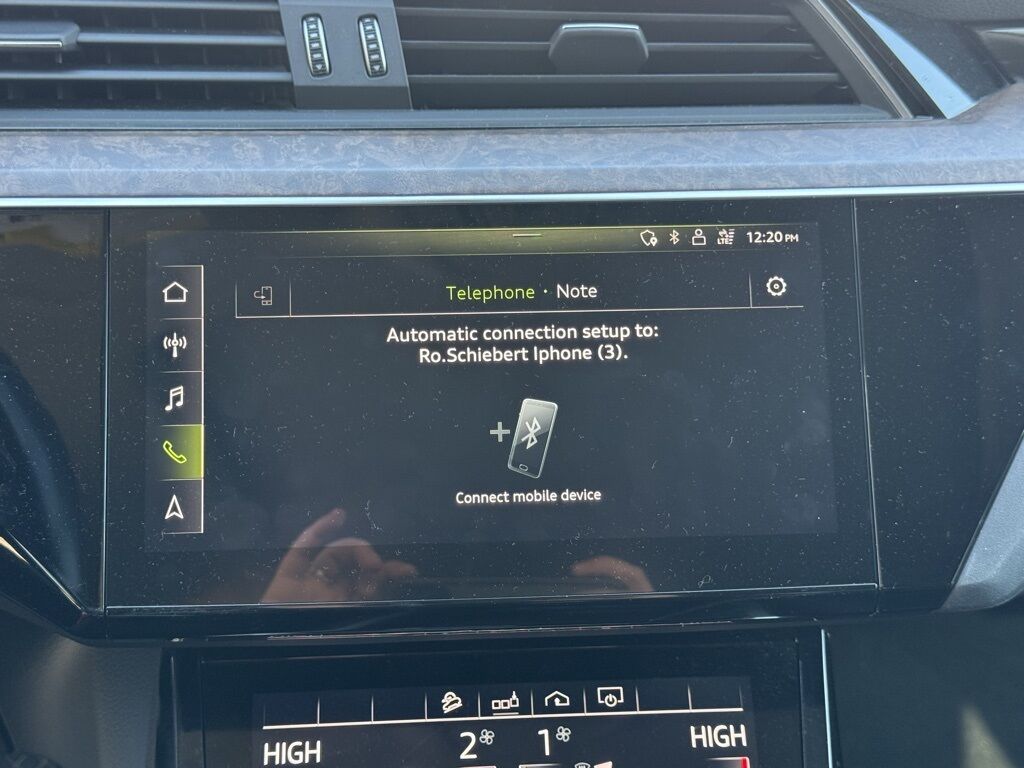 LTE
12:20 PM
Telephone · Note
Automatic connection setup to:
Ro.Schiebert Iphone (3).
Connect mobile device
HIGH 2 1 HIGH